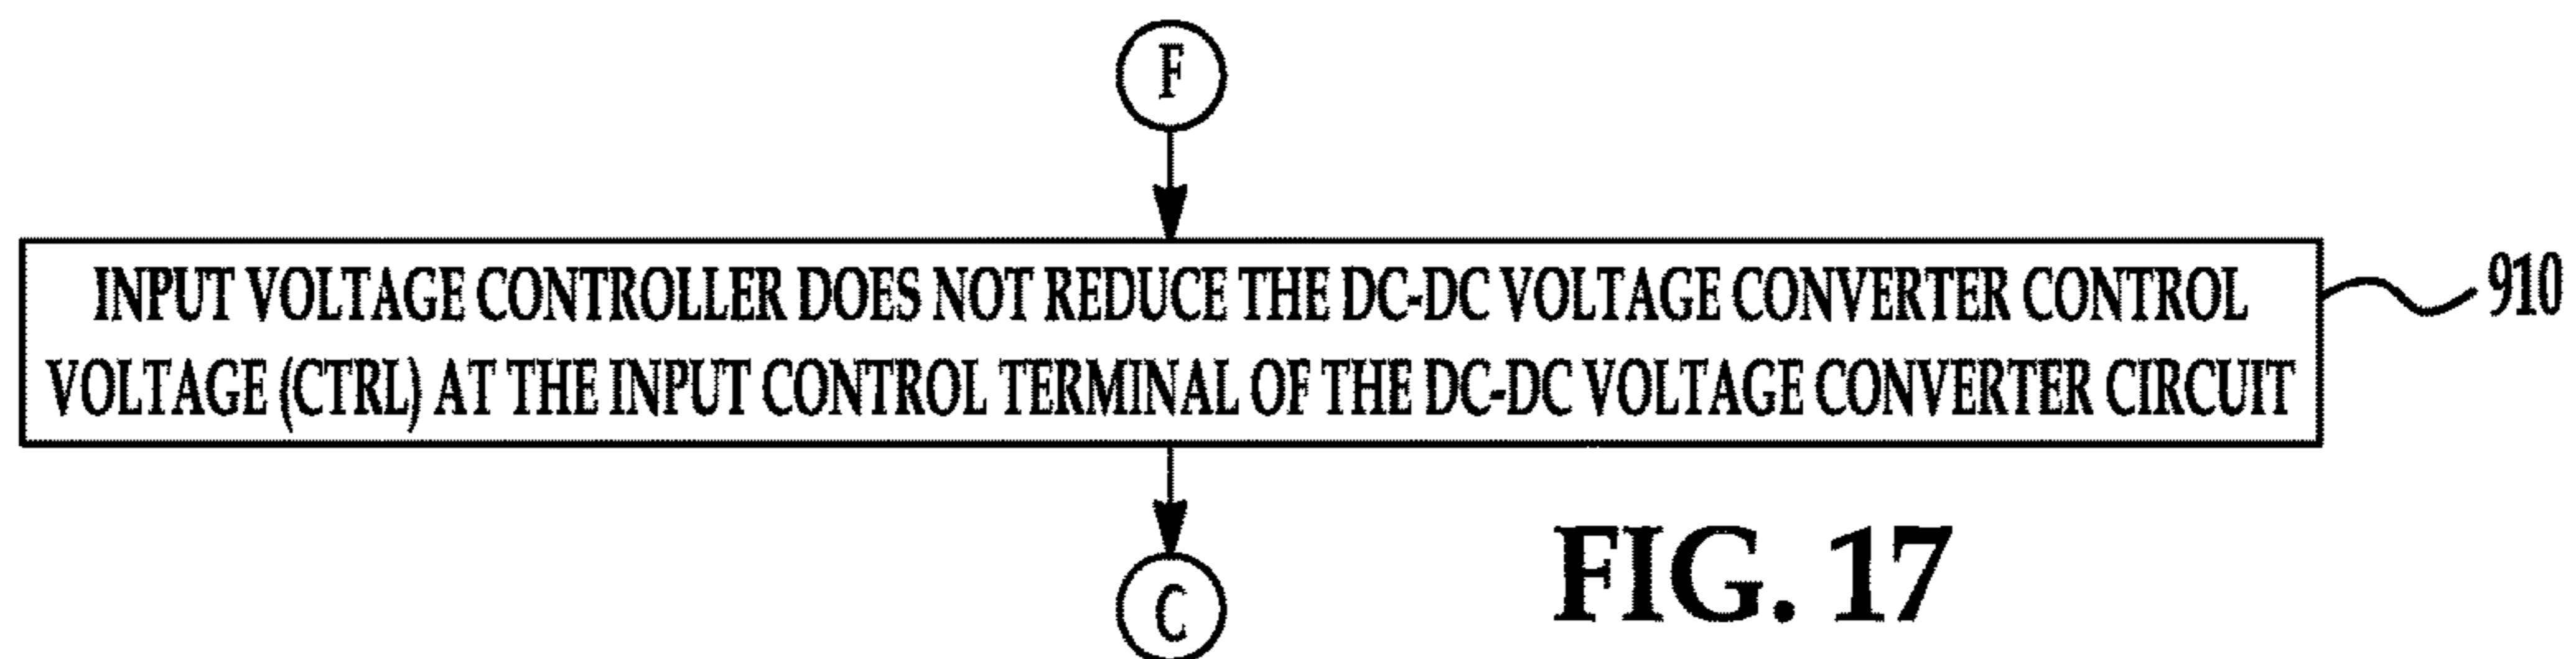 F
INPUT VOLTAGE CONTROLLER DOES NOT REDUCE THE DC-DC VOLTAGE CONVERTER CONTROL
VOLTAGE (CTRL) AT THE INPUT CONTROL TERMINAL OF THE DC-DC VOLTAGE CONVERTER CIRCUIT
910
C
FIG. 17